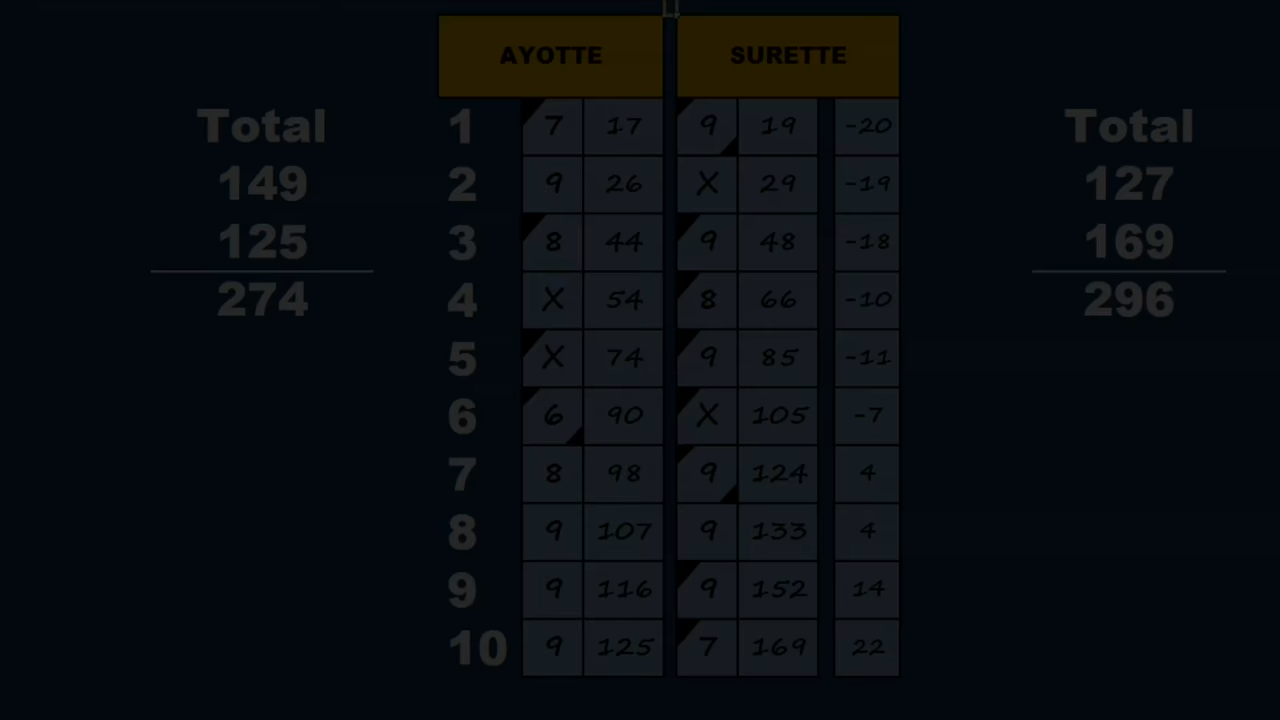 AYOTTE SURETTE
Total 1 7 17 9 19 -20 Total
149 2 9 26 X 29 -19 127
125 3 8 44 9 48 -18 169
274 4 X 54 8 66 -10 296
5 X 74 9 85 -11
6 6 90 X 105 -7
7 8 98 9 124 4
8 9 107 9 133 4
9 9 116 9 152 14
10 9 125 7 169 22